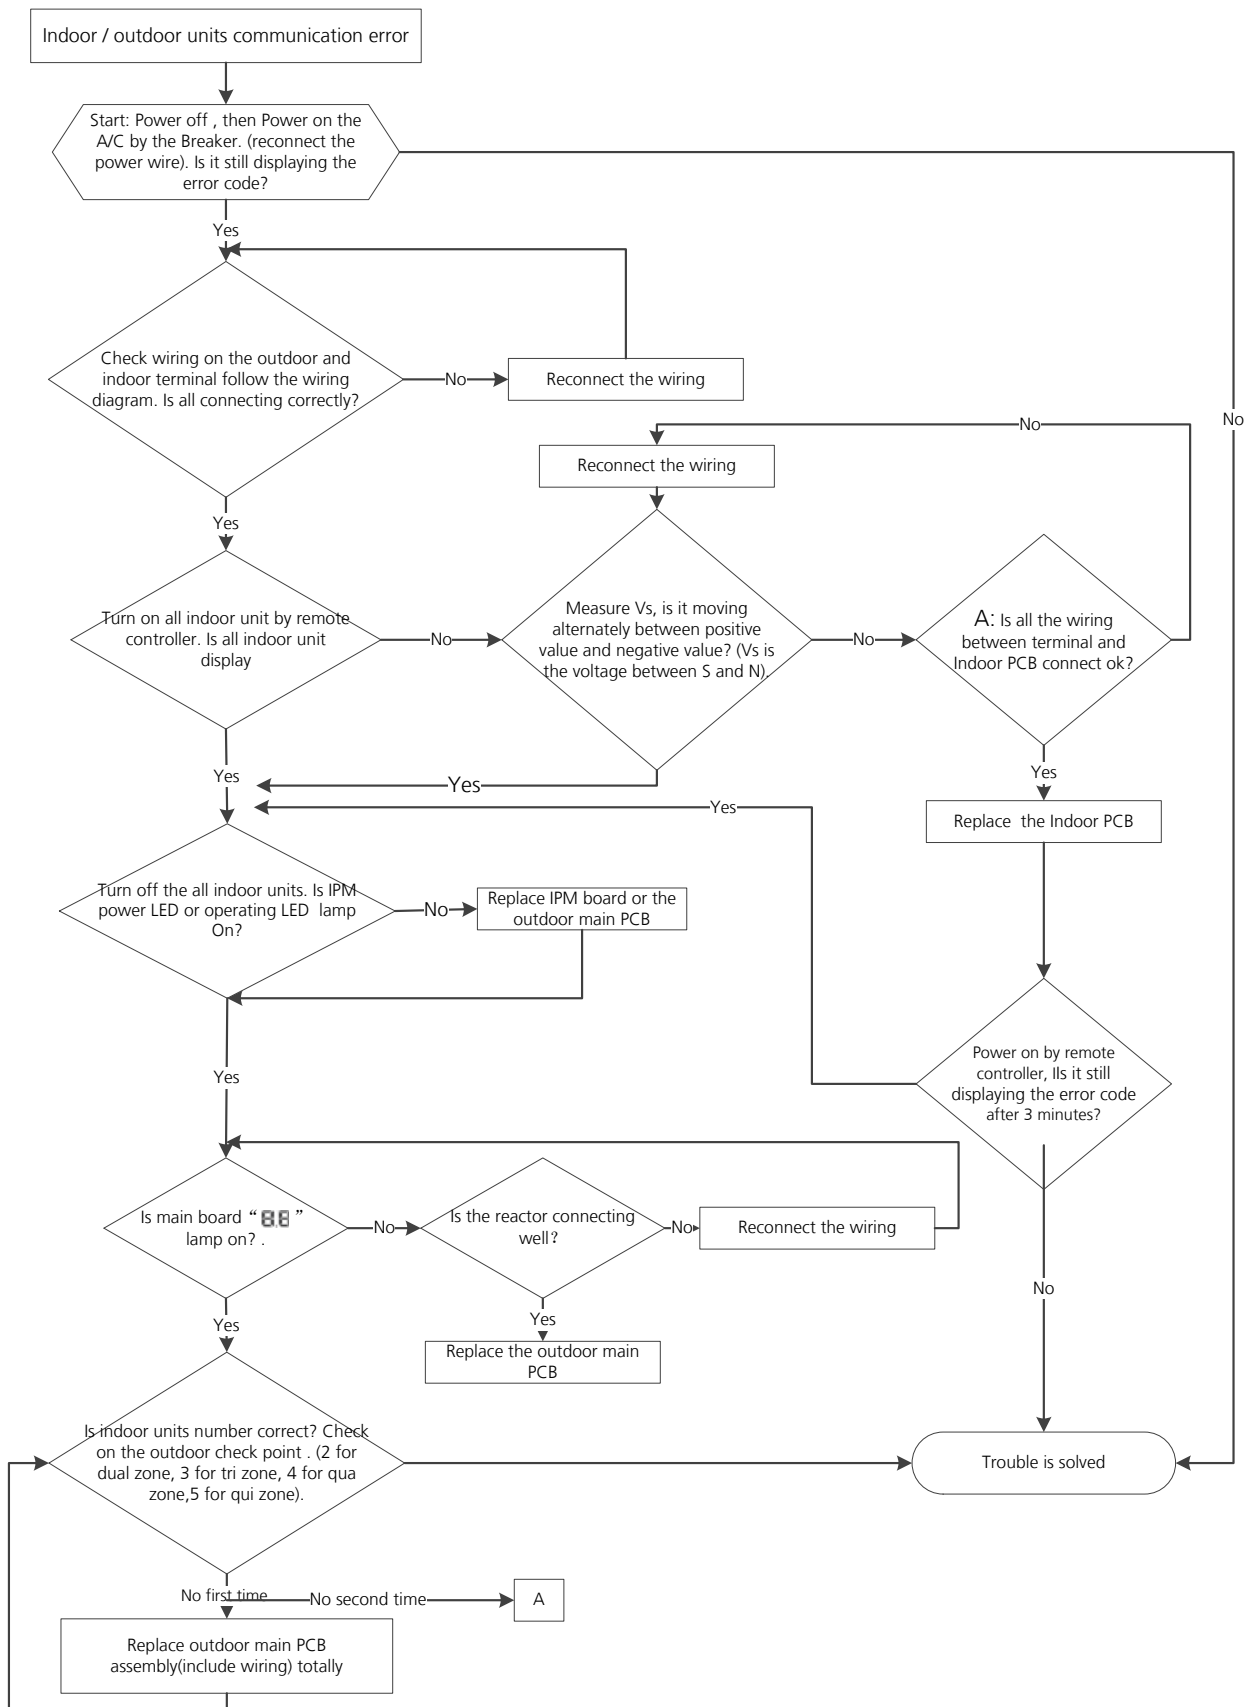 Indoor / outdoor units communication error
Start: Power off , then Power on the
A/C by the Breaker. (reconnect the
power wire). Is it still displaying the
error code?
Yes
No
Check wiring on the outdoor and
indoor terminal follow the wiring
diagram. Is all connecting correctly?
No
Reconnect the wiring
No
Reconnect the wiring
Yes
Turn on all indoor unit by remote
controller. Is all indoor unit
display
No
Measure Vs, is it moving
alternately between positive
value and negative value? (Vs is
the voltage between S and N).
No
A: Is all the wiring
between terminal and
Indoor PCB connect ok?
Yes
Yes
Yes
Yes
Replace the Indoor PCB
Turn off the all indoor units. Is IPM
power LED or operating LED lamp
On?
No
Replace IPM board or the
outdoor main PCB
Yes
Power on by remote
controller, IIs it still
displaying the error code
after 3 minutes?
No
Is main board “ 8.E ”
lamp on? .
No
Is the reactor connecting
well?
No
Reconnect the wiring
Yes
Yes
Replace the outdoor main
PCB
Is indoor units number correct? Check
on the outdoor check point . (2 for
dual zone, 3 for tri zone, 4 for qua
zone,5 for qui zone).
Trouble is solved
No first time
No second time
A
Replace outdoor main PCB
assembly(include wiring) totally